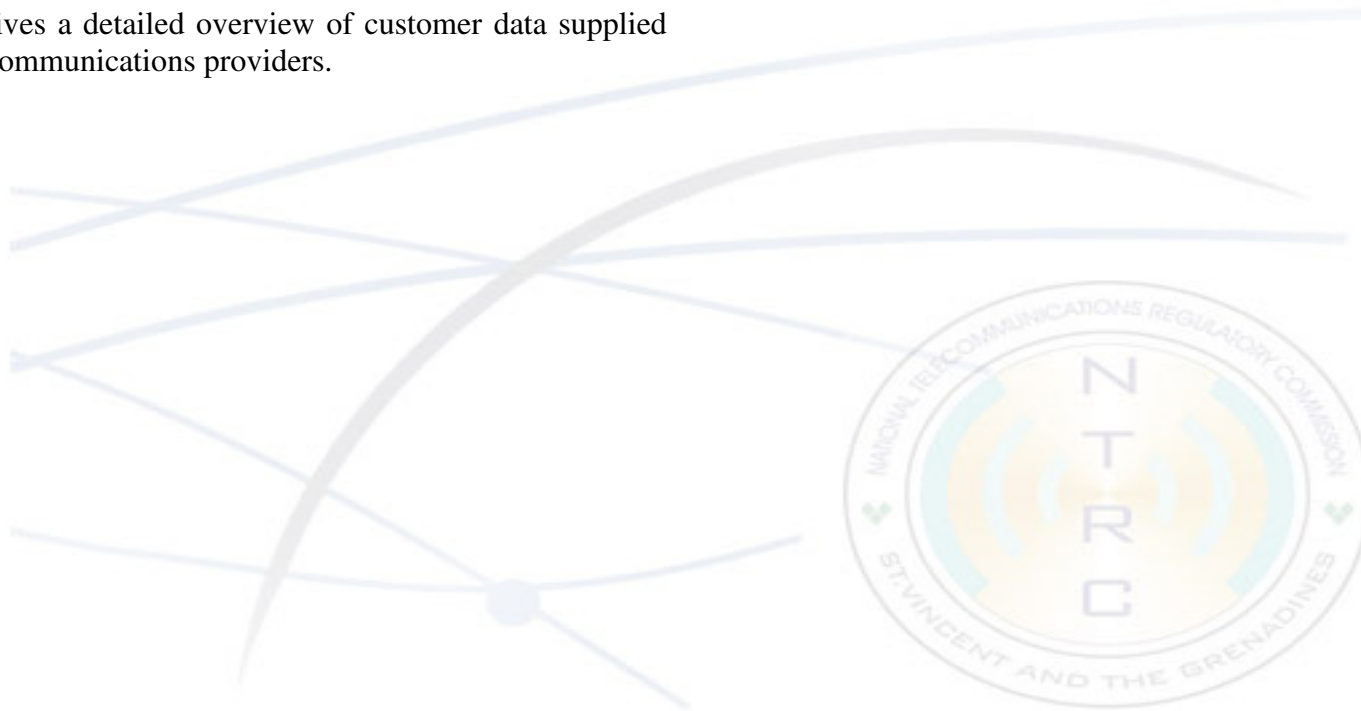 ives a detailed overview of customer data supplied
ommunications providers.
NATIONAL TELECOMMUNICATIONS REGULATORY COMMISSION
N
T
R
C
ST.VINCENT AND THE GRENADINES